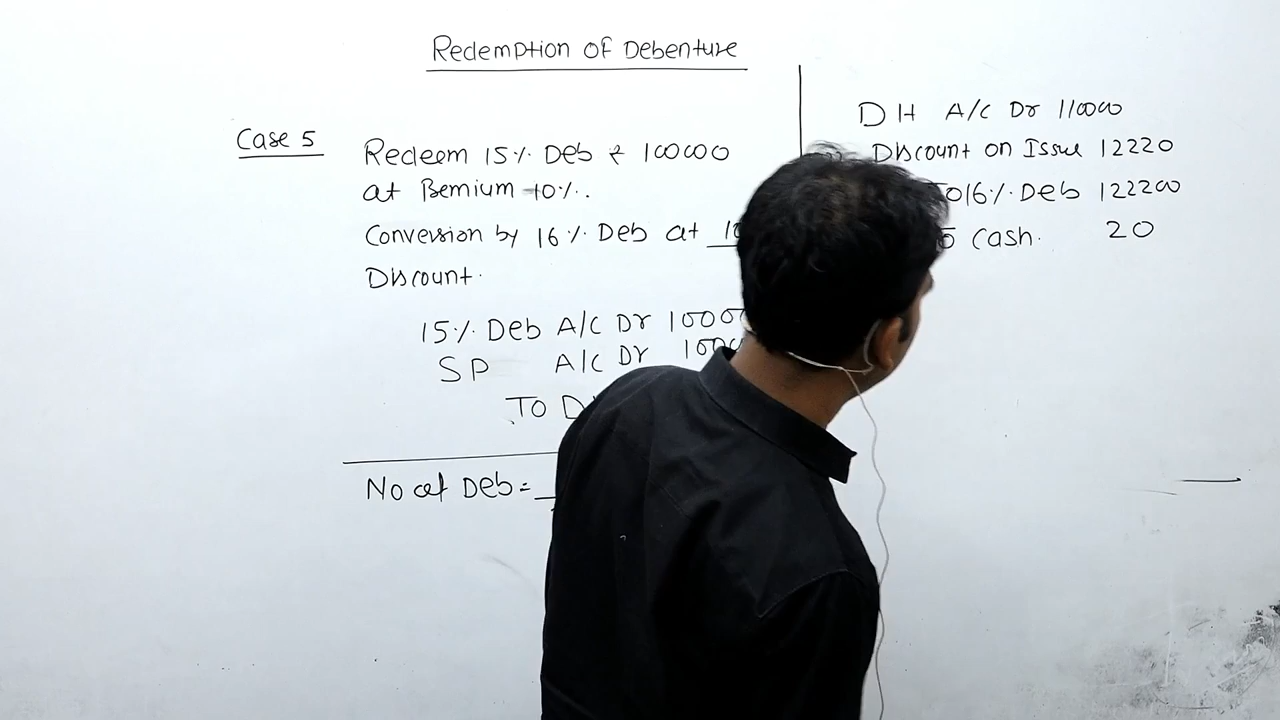 Redemption of Debenture
Case 5
Redeem 15% Deb ₹ 100000
at Premium 10%.
Conversion by 16% Deb at
Discount.
15% Deb A/C Dr
SP A/C Dr
To
No of Deb =
DH A/C Dr 110000
Discount on Issue 12220
16% Deb 122200
Cash. 20